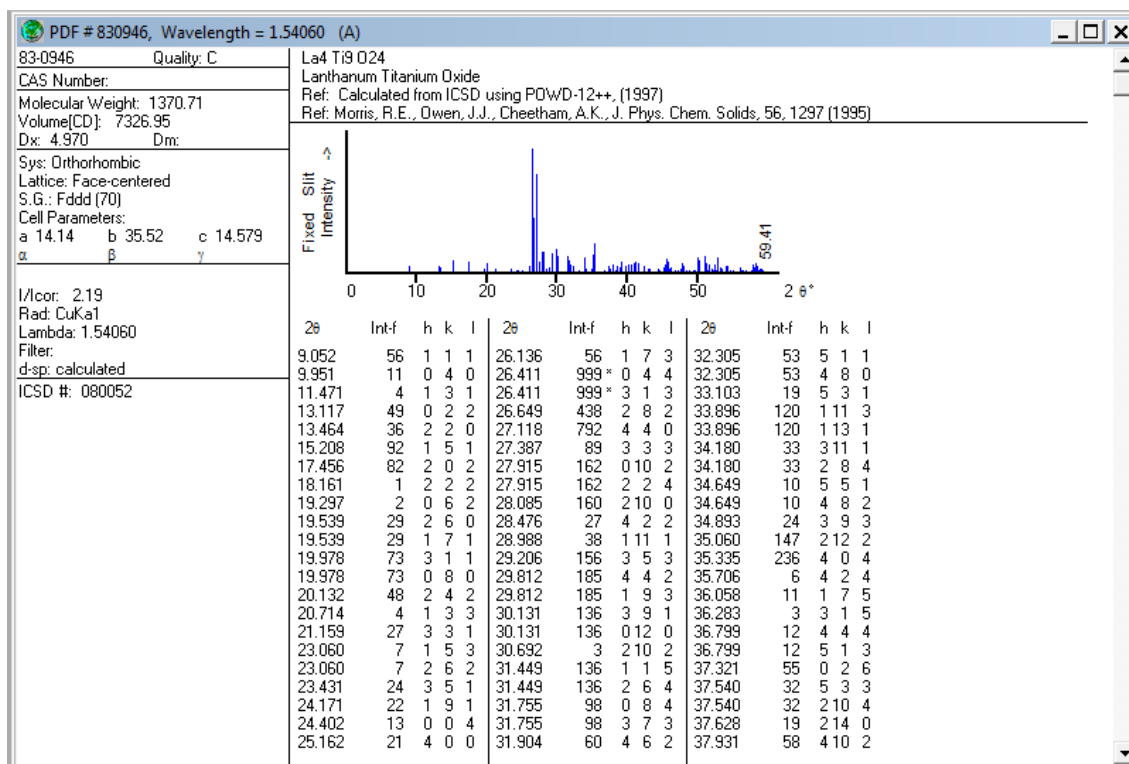 PDF # 830946, Wavelength = 1.54060 (A)
83-0946 Quality: C
CAS Number:
Molecular Weight: 1370.71
Volume[CD]: 7326.95
Dx: 4.970 Dm:
Sys: Orthorhombic
Lattice: Face-centered
S.G.: Fddd (70)
Cell Parameters:
a 14.14 b 35.52 c 14.579
α β γ
I/Icor: 2.19
Rad: CuKa1
Lambda: 1.54060
Filter:
d-sp: calculated
ICSD #: 080052
La4 Ti9 O24
Lanthanum Titanium Oxide
Ref: Calculated from ICSD using POWD-12++, (1997)
Ref: Morris, R.E., Owen, J.J., Cheetham, A.K., J. Phys. Chem. Solids, 56, 1297 (1995)
Fixed Slit
Intensity ->
59.41
0 10 20 30 40 50 2 θ°
2θ Int-f h k l 2θ Int-f h k l 2θ Int-f h k l
9.052 56 1 1 1 26.136 56 1 7 3 32.305 53 5 1 1
9.951 11 0 4 0 26.411 999 * 0 4 4 32.305 53 4 8 0
11.471 4 1 3 1 26.411 999 * 3 1 3 33.103 19 5 3 1
13.117 49 0 2 2 26.649 438 2 8 2 33.896 120 1 11 3
13.464 36 2 2 0 27.118 792 4 4 0 33.896 120 1 13 1
15.208 92 1 5 1 27.387 89 3 3 3 34.180 33 3 11 1
17.456 82 2 0 2 27.915 162 0 10 2 34.180 33 2 8 4
18.161 1 2 2 2 27.915 162 2 2 4 34.649 10 5 5 1
19.297 2 0 6 2 28.085 160 2 10 0 34.649 10 4 8 2
19.539 29 2 6 0 28.476 27 4 2 2 34.893 24 3 9 3
19.539 29 1 7 1 28.988 38 1 11 1 35.060 147 2 12 2
19.978 73 3 1 1 29.206 156 3 5 3 35.335 236 4 0 4
19.978 73 0 8 0 29.812 185 4 4 2 35.706 6 4 2 4
20.132 48 2 4 2 29.812 185 1 9 3 36.058 11 1 7 5
20.714 4 1 3 3 30.131 136 3 9 1 36.283 3 3 1 5
21.159 27 3 3 1 30.131 136 0 12 0 36.799 12 4 4 4
23.060 7 1 5 3 30.692 3 2 10 2 36.799 12 5 1 3
23.060 7 2 6 2 31.449 136 1 1 5 37.321 55 0 2 6
23.431 24 3 5 1 31.449 136 2 6 4 37.540 32 5 3 3
24.171 22 1 9 1 31.755 98 0 8 4 37.540 32 2 10 4
24.402 13 0 0 4 31.755 98 3 7 3 37.628 19 2 14 0
25.162 21 4 0 0 31.904 60 4 6 2 37.931 58 4 10 2